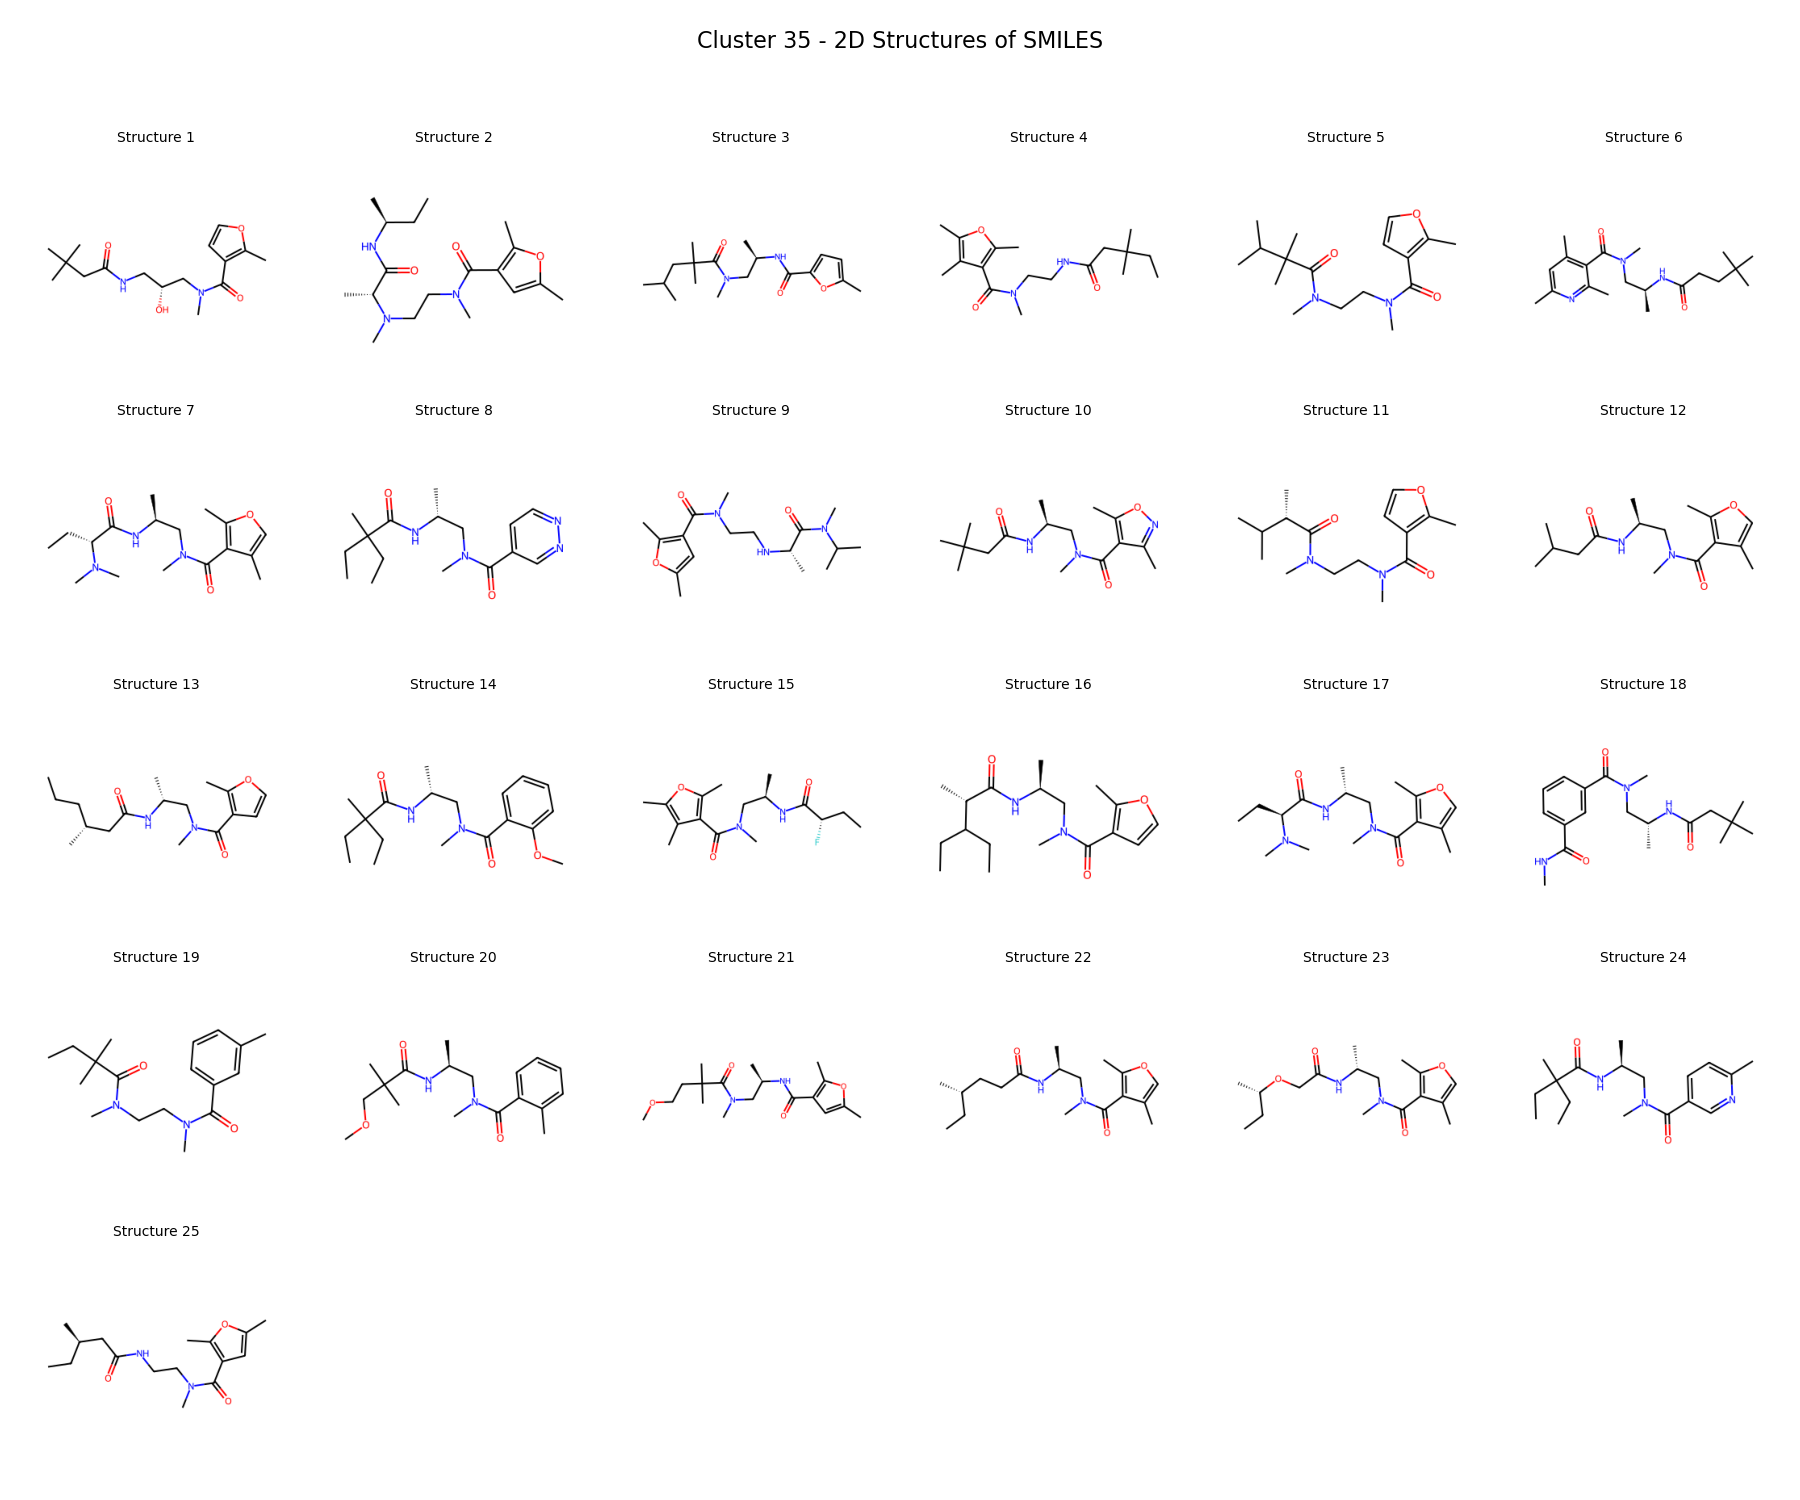 Cluster 35 - 2D Structures of SMILES
Structure 1 Structure 2 Structure 3 Structure 4 Structure 5 Structure 6
Structure 7 Structure 8 Structure 9 Structure 10 Structure 11 Structure 12
Structure 13 Structure 14 Structure 15 Structure 16 Structure 17 Structure 18
Structure 19 Structure 20 Structure 21 Structure 22 Structure 23 Structure 24
Structure 25